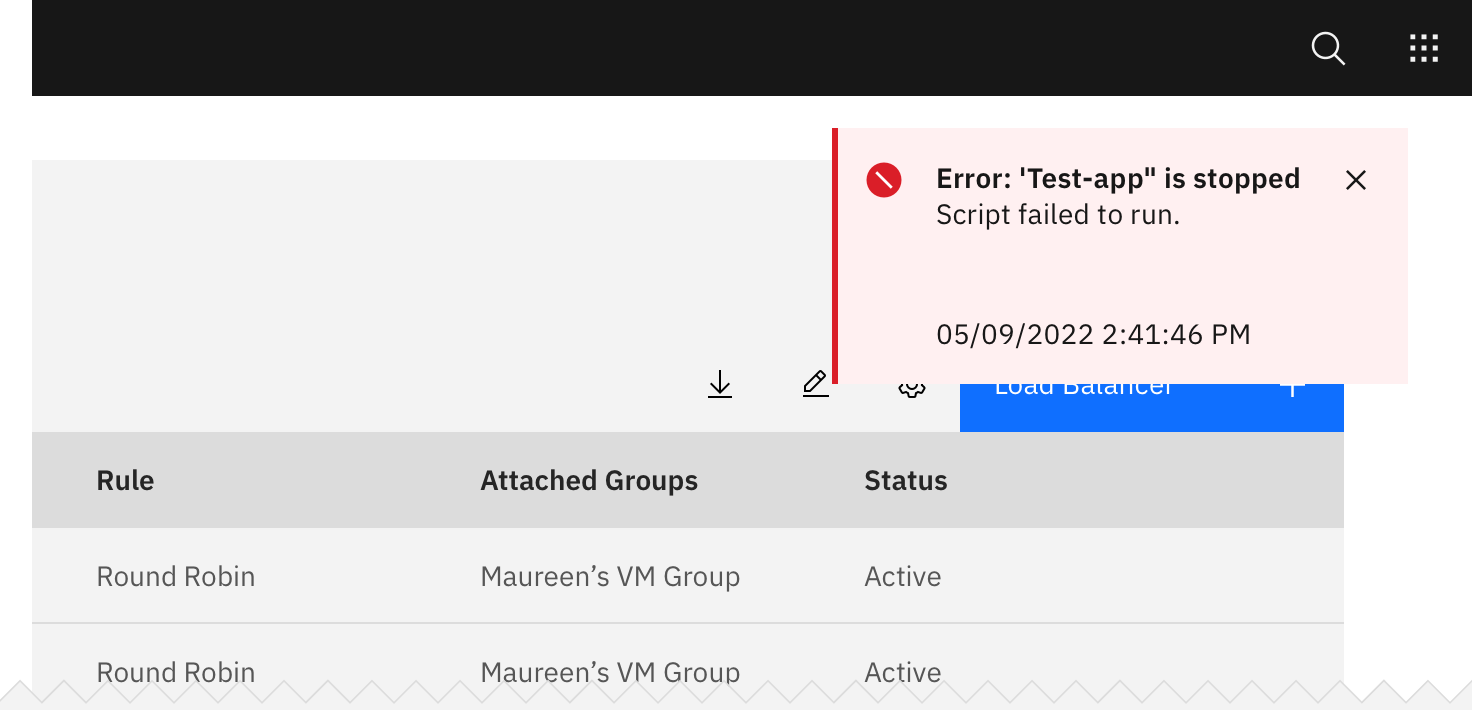 Error: 'Test-app" is stopped
Script failed to run.
05/09/2022 2:41:46 PM
Load Balancer
Rule Attached Groups Status
Round Robin Maureen’s VM Group Active
Round Robin Maureen’s VM Group Active